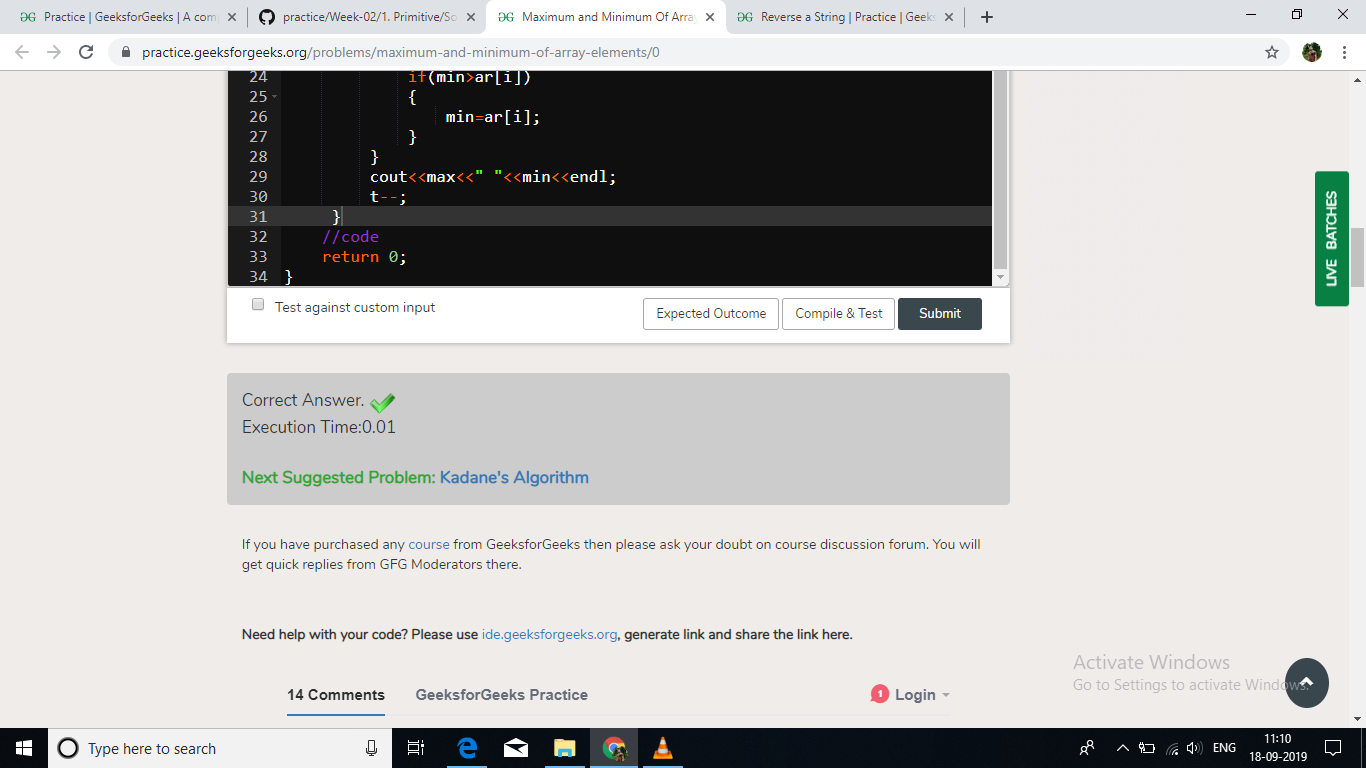 Practice | GeeksforGeeks | A com
practice/Week-02/1. Primitive/So
Maximum and Minimum Of Array
Reverse a String | Practice | Geeks
practice.geeksforgeeks.org/problems/maximum-and-minimum-of-array-elements/0
24 if(min>ar[i])
25 {
26 min=ar[i];
27 }
28 }
29 cout<<max<<" "<<min<<endl;
30 t--;
31 }
32 //code
33 return 0;
34 }
LIVE BATCHES
Test against custom input
Expected Outcome
Compile & Test
Submit
Correct Answer.
Execution Time:0.01
Next Suggested Problem: Kadane's Algorithm
If you have purchased any course from GeeksforGeeks then please ask your doubt on course discussion forum. You will
get quick replies from GFG Moderators there.
Need help with your code? Please use ide.geeksforgeeks.org, generate link and share the link here.
14 Comments
GeeksforGeeks Practice
1
Login
Activate Windows
Go to Settings to activate Windows.
Type here to search
ENG
11:10
18-09-2019